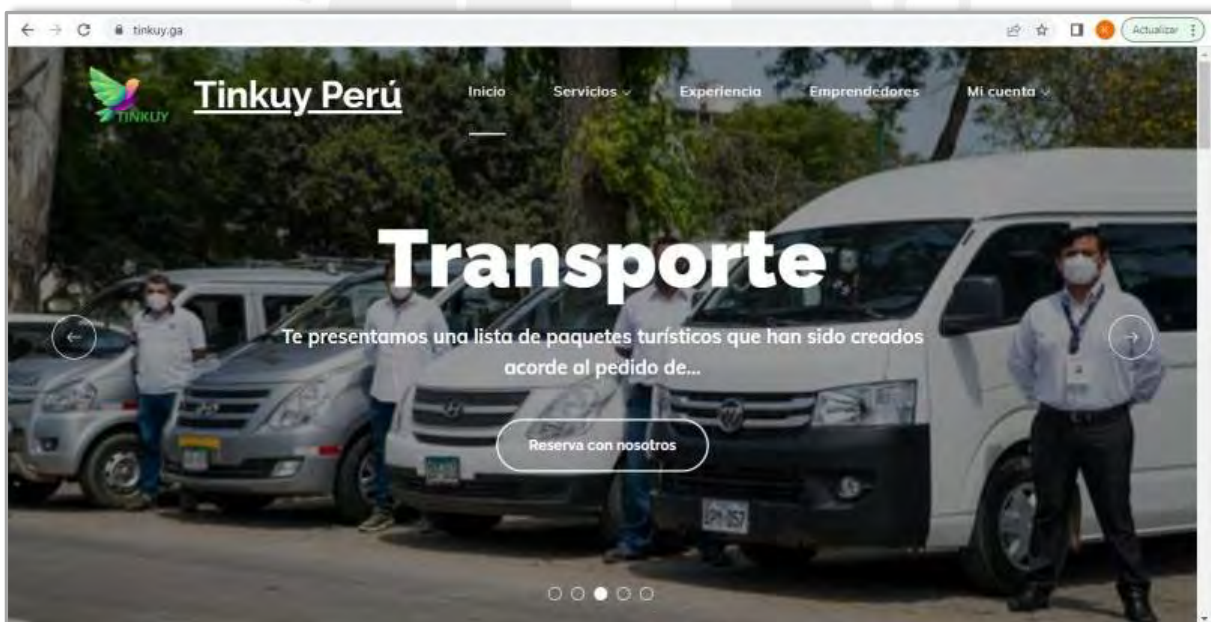 tinkuy.ga
Actualizar
TINKUY
Tinkuy Perú
Inicio
Servicios
Experiencia
Emprendedores
Mi cuenta
Transporte
Te presentamos una lista de paquetes turísticos que han sido creados
acorde al pedido de...
Reserva con nosotros